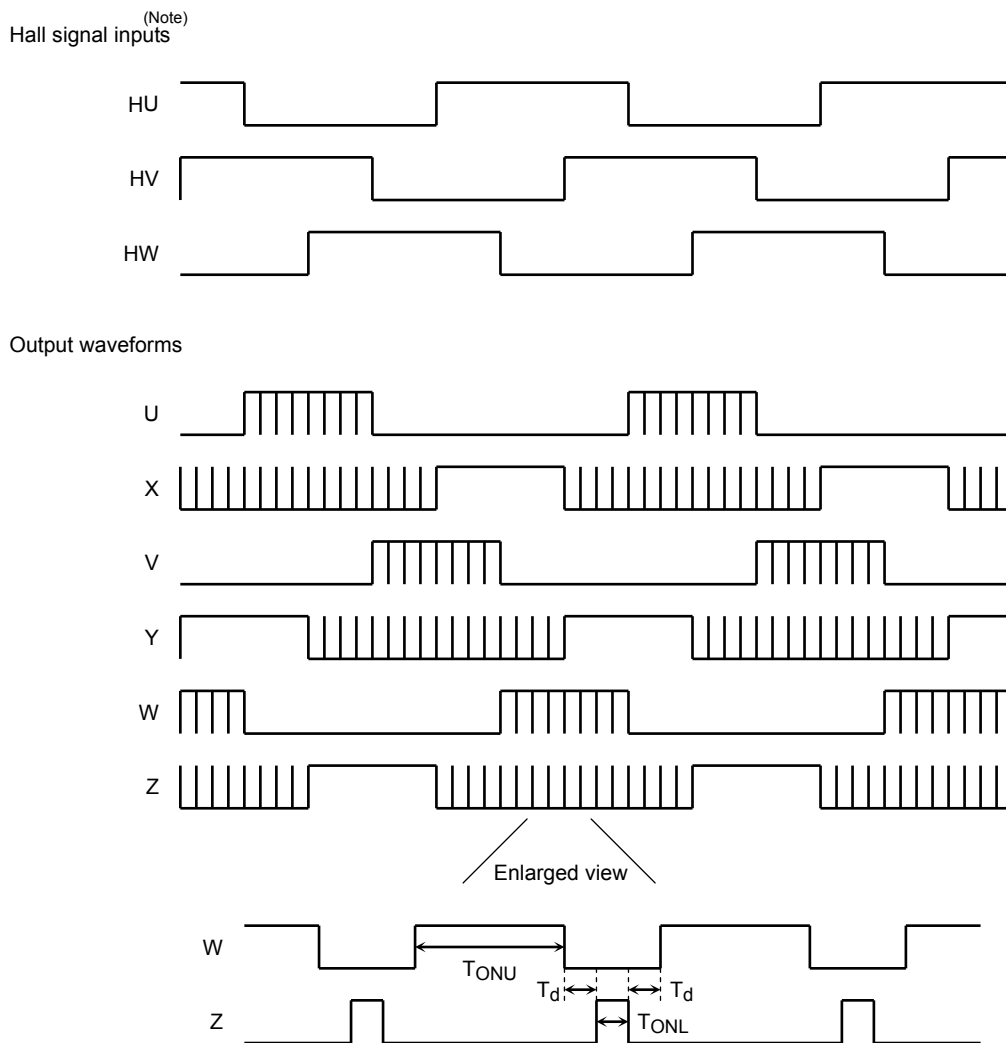 (Note)
Hall signal inputs
HU
HV
HW
Output waveforms
U
X
V
Y
W
Z
Enlarged view
W
TONU
Td
Td
Z
TONL